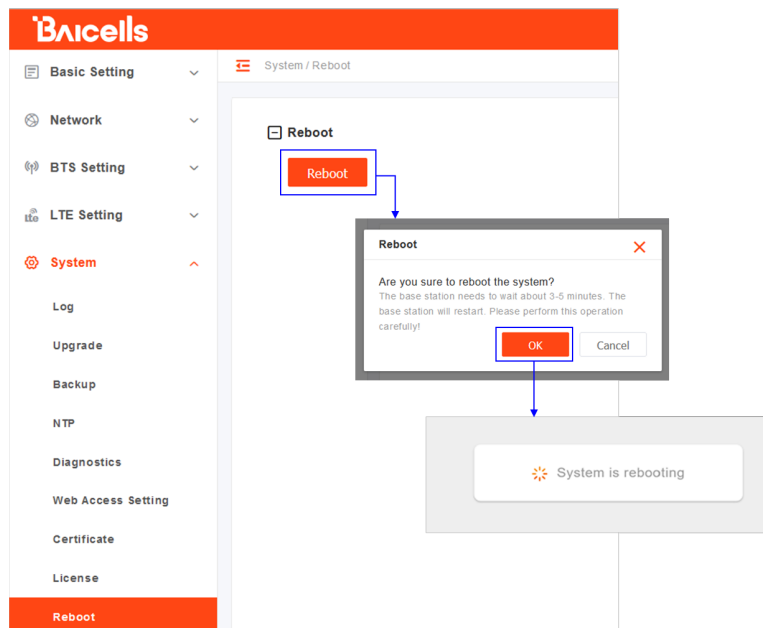 Baicells
Basic Setting
System / Reboot
Network
Reboot
BTS Setting
Reboot
LTE Setting
Reboot
System
Are you sure to reboot the system?
The base station needs to wait about 3-5 minutes. The
base station will restart. Please perform this operation
carefully!
OK
Cancel
Log
Upgrade
Backup
NTP
Diagnostics
System is rebooting
Web Access Setting
Certificate
License
Reboot